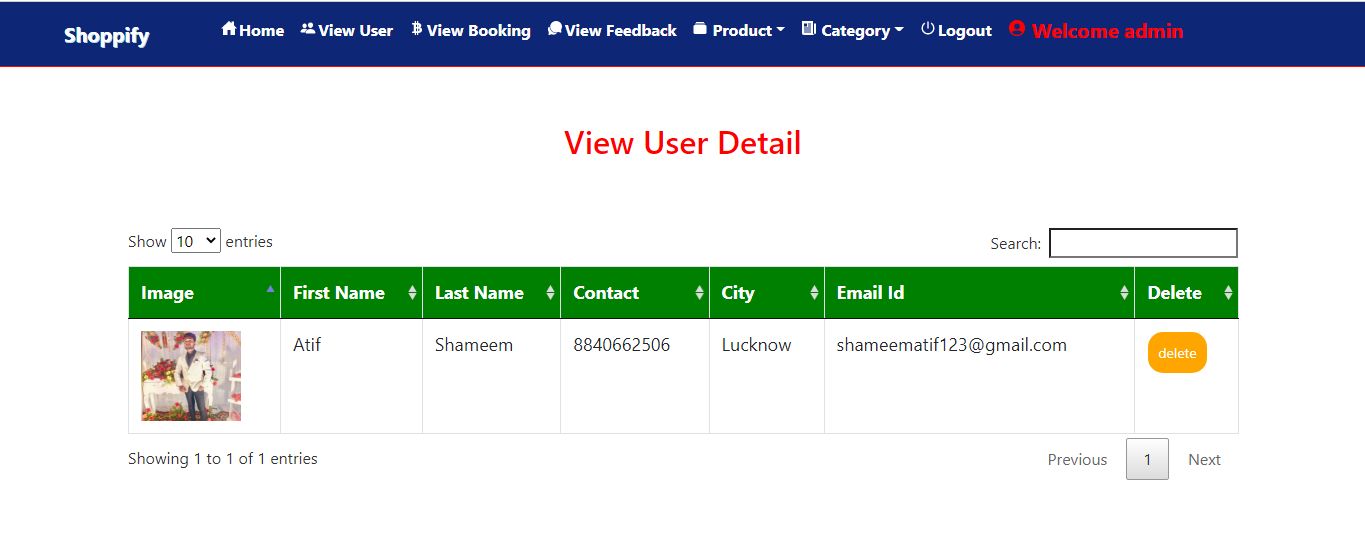 Shoppify Home View User View Booking View Feedback Product Category Logout Welcome admin
View User Detail
Show 10 entries Search:
Image First Name Last Name Contact City Email Id Delete
Atif Shameem 8840662506 Lucknow shameematif123@gmail.com delete
Showing 1 to 1 of 1 entries Previous 1 Next